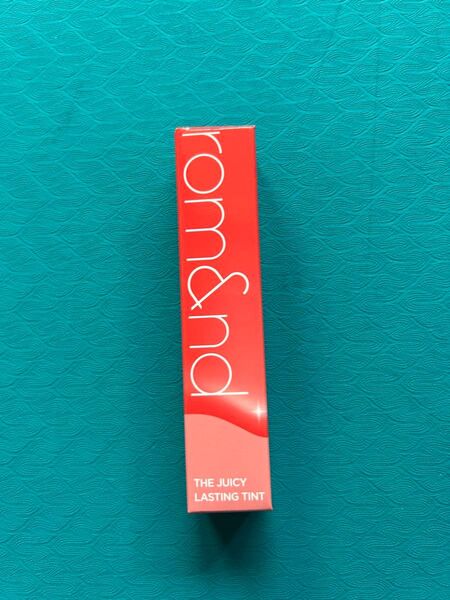 rom&nd
THE JUICY
LASTING TINT